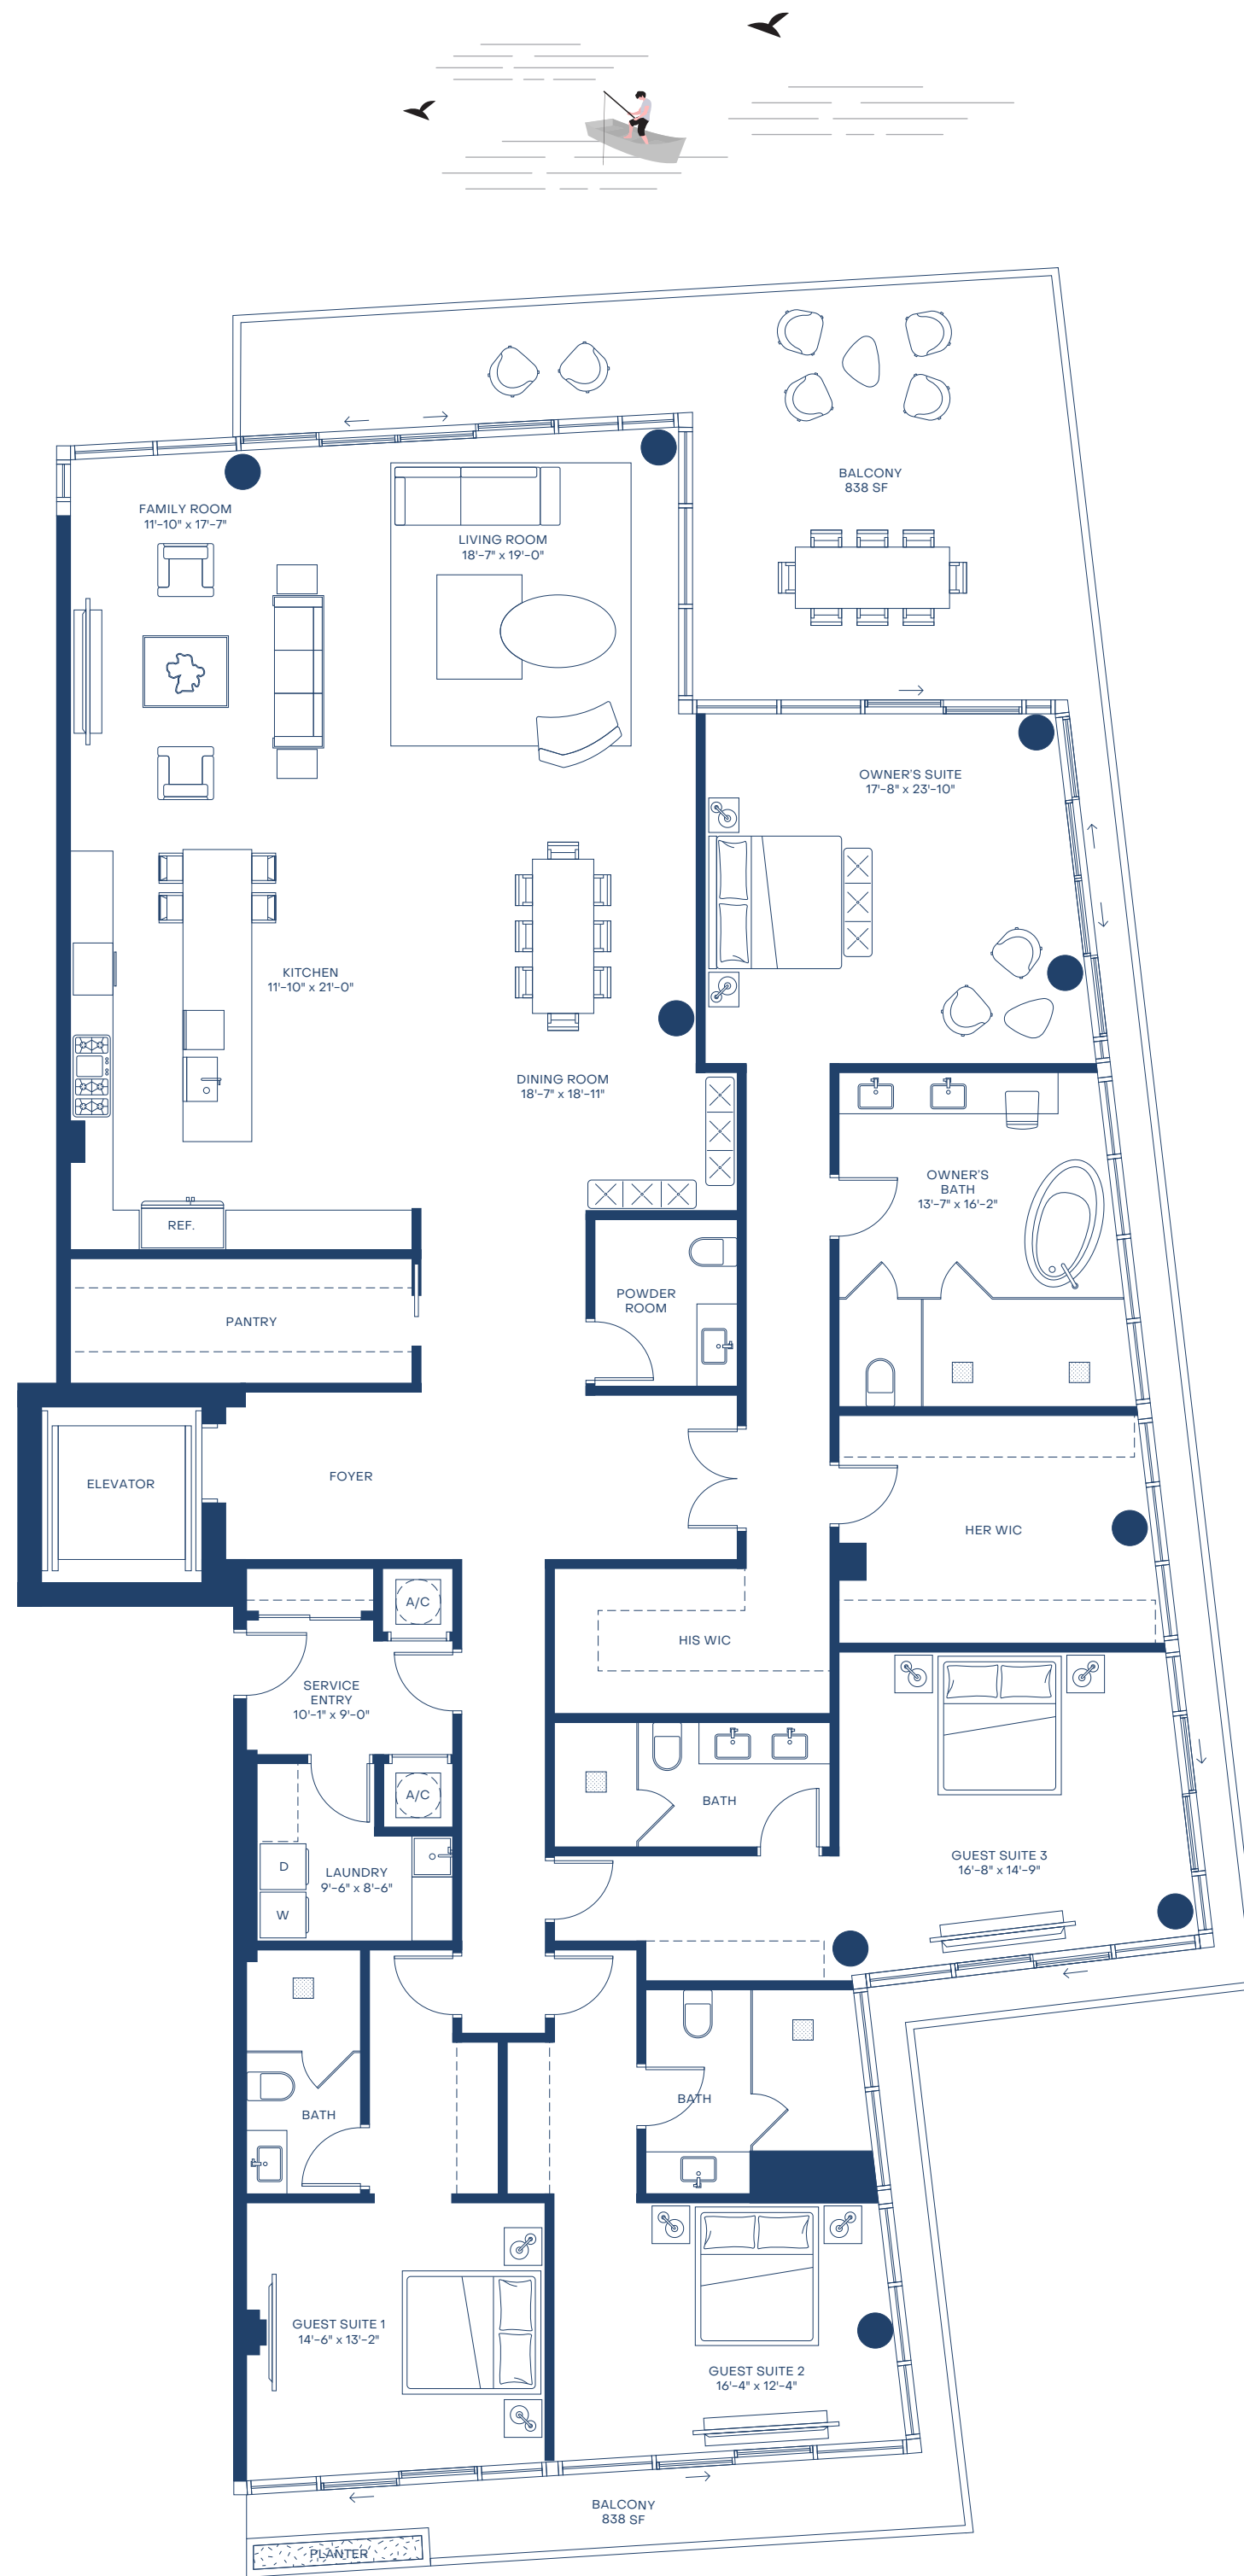 BALCONY
838 SF
FAMILY ROOM
11'-10" x 17'-7"
LIVING ROOM
18'-7" x 19'-0"
OWNER'S SUITE
17'-8" x 23'-10"
KITCHEN
11'-10" x 21'-0"
DINING ROOM
18'-7" x 18'-11"
OWNER'S
BATH
13'-7" x 16'-2"
REF.
POWDER
ROOM
PANTRY
FOYER
ELEVATOR
HER WIC
A/C
HIS WIC
SERVICE
ENTRY
10'-1" x 9'-0"
A/C
BATH
GUEST SUITE 3
16'-8" x 14'-9"
D
LAUNDRY
9'-6" x 8'-6"
W
BATH
BATH
GUEST SUITE 1
14'-6" x 13'-2"
GUEST SUITE 2
16'-4" x 12'-4"
BALCONY
838 SF
PLANTER